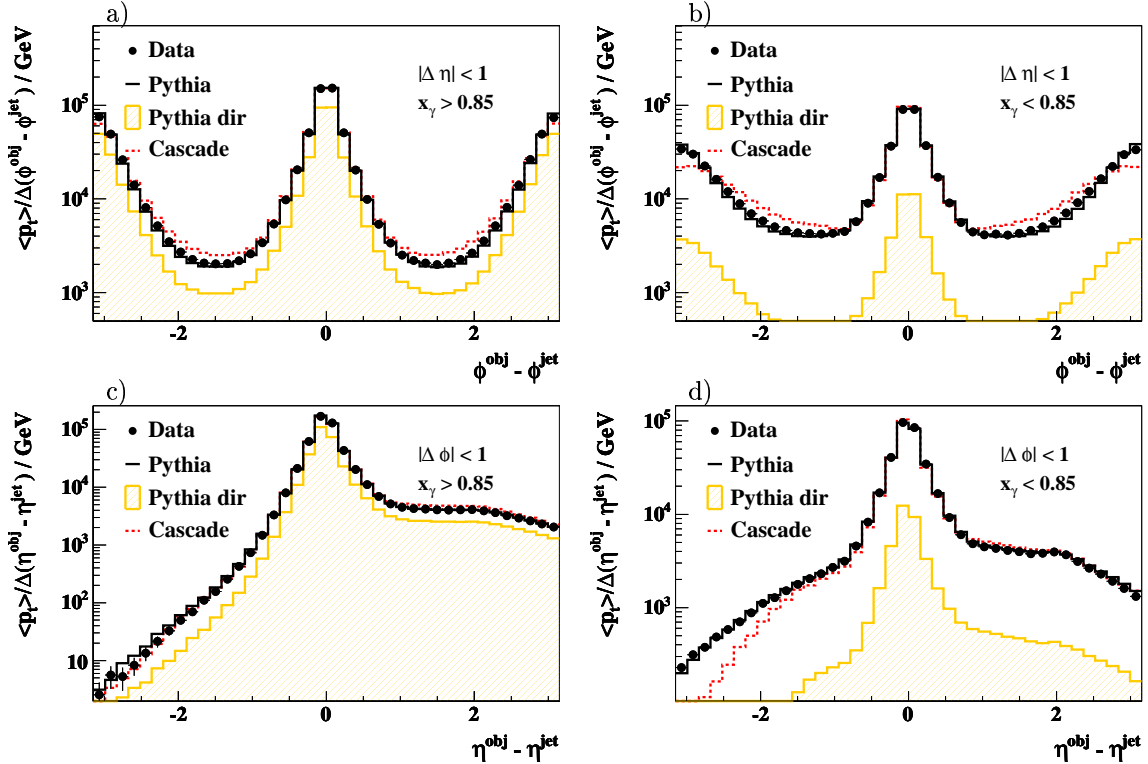 a)
<p_t>/Δ(φ^obj - φ^jet) / GeV
Data
Pythia
Pythia dir
Cascade
|Δ η| < 1
x_γ > 0.85
10^5
10^4
10^3
-2 0 2
φ^obj - φ^jet
b)
<p_t>/Δ(φ^obj - φ^jet) / GeV
Data
Pythia
Pythia dir
Cascade
|Δ η| < 1
x_γ < 0.85
10^5
10^4
10^3
-2 0 2
φ^obj - φ^jet
c)
<p_t>/Δ(η^obj - η^jet) / GeV
Data
Pythia
Pythia dir
Cascade
|Δ φ| < 1
x_γ > 0.85
10^5
10^4
10^3
10^2
10
-2 0 2
η^obj - η^jet
d)
<p_t>/Δ(η^obj - η^jet) / GeV
Data
Pythia
Pythia dir
Cascade
|Δ φ| < 1
x_γ < 0.85
10^5
10^4
10^3
-2 0 2
η^obj - η^jet